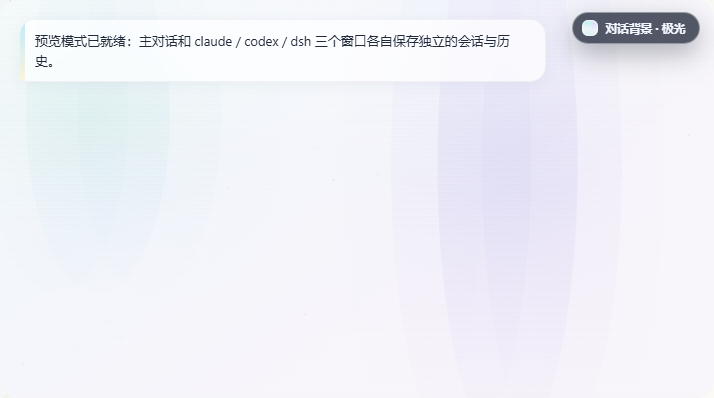 预览模式已就绪：主对话和 claude / codex / dsh 三个窗口各自保存独立的会话与历
史。
对话背景 · 极光